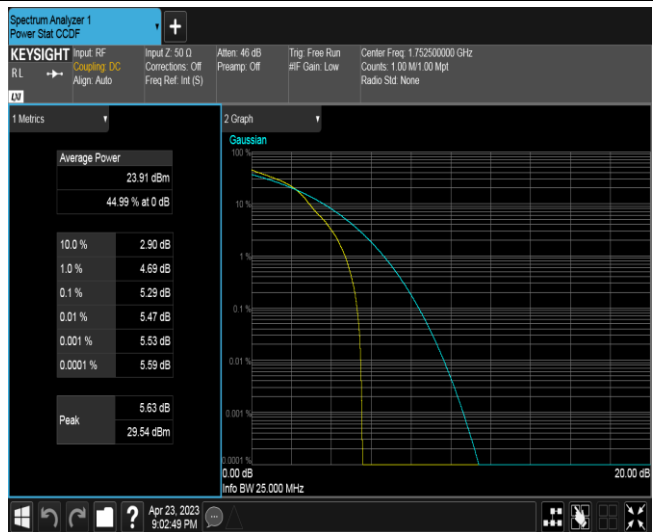 Spectrum Analyzer 1
Power Stat CCDF
+
KEYSIGHT
RL
LXI
Input: RF
Coupling: DC
Align: Auto
Input Z: 50 Ω
Corrections: Off
Freq Ref: Int (S)
Atten: 46 dB
Preamp: Off
Trig: Free Run
#IF Gain: Low
Center Freq: 1.752500000 GHz
Counts: 1.00 M/1.00 Mpt
Radio Std: None
1 Metrics
Average Power
23.91 dBm
44.99 % at 0 dB
10.0 % 2.90 dB
1.0 % 4.69 dB
0.1 % 5.29 dB
0.01 % 5.47 dB
0.001 % 5.53 dB
0.0001 % 5.59 dB
Peak
5.63 dB
29.54 dBm
2 Graph
Gaussian
100 %
10 %
1 %
0.1 %
0.01 %
0.001 %
0.0001 %
0.00 dB 20.00 dB
Info BW 25.000 MHz
?
Apr 23, 2023
9:02:49 PM